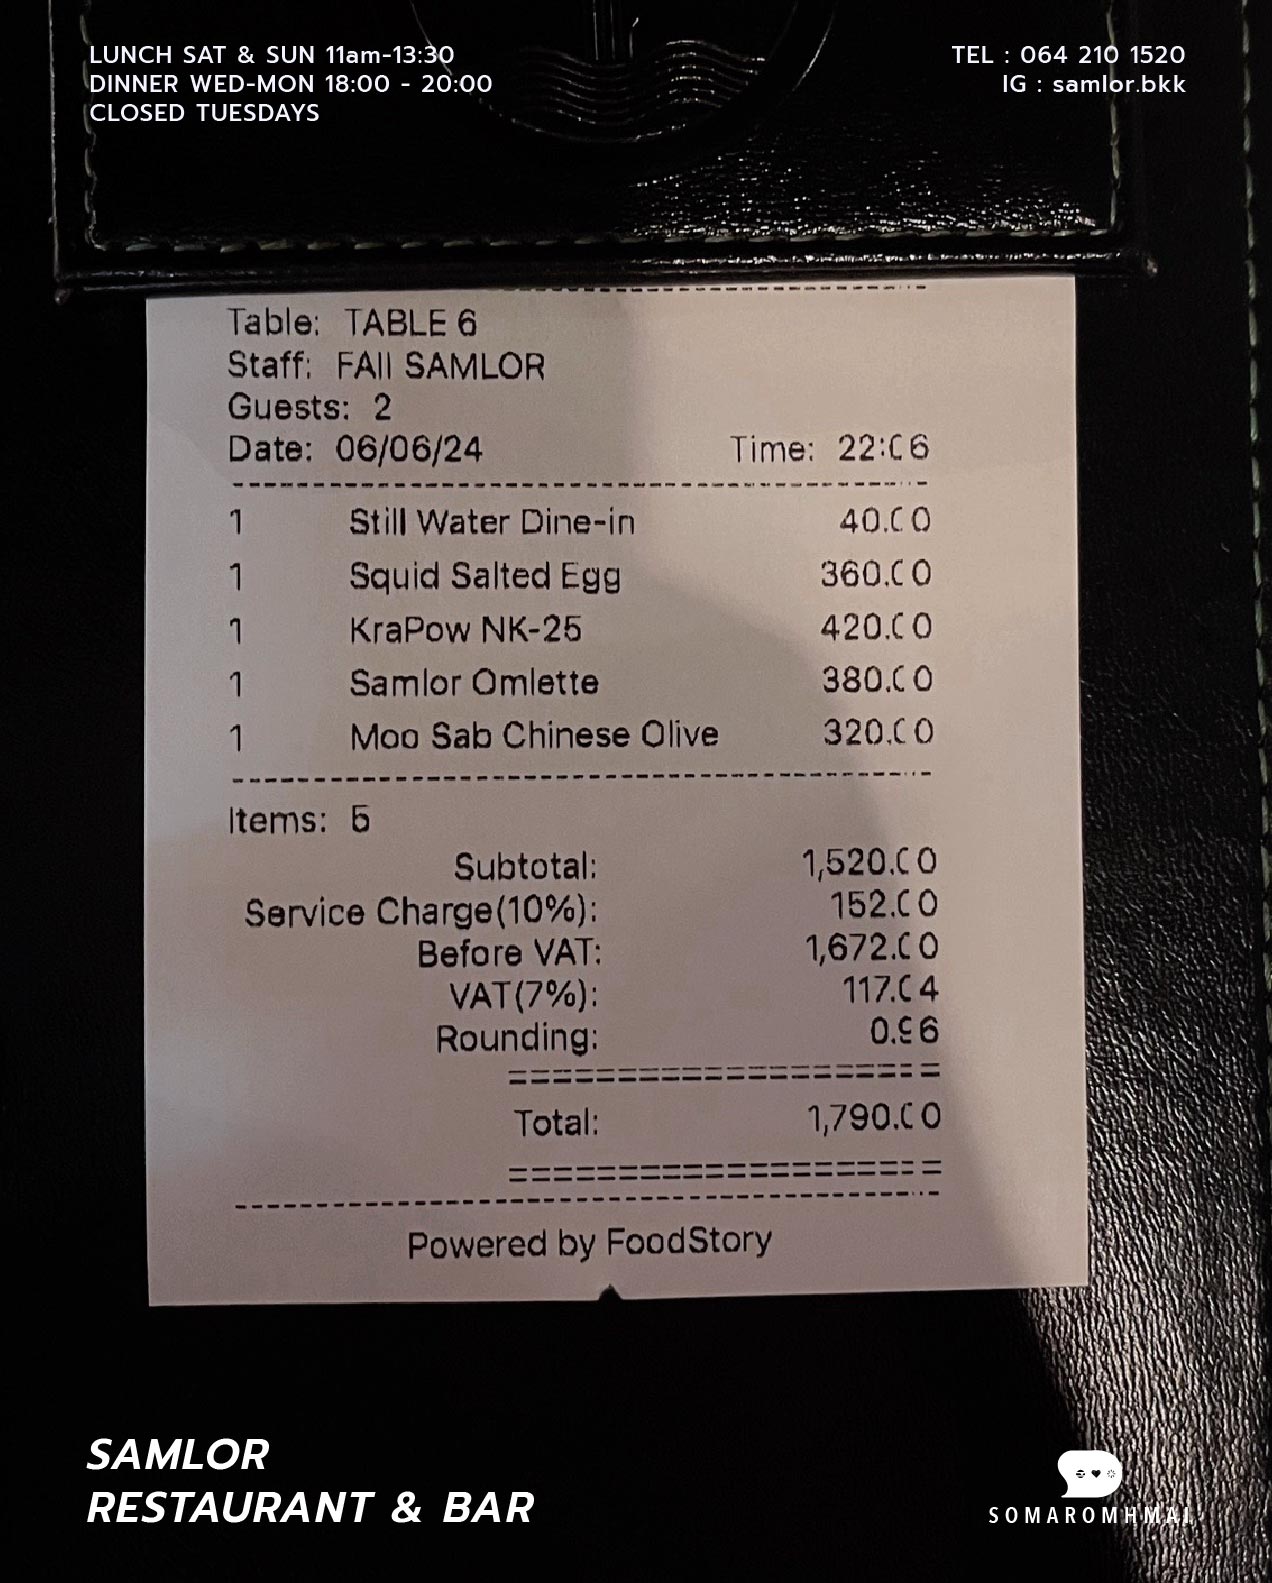 LUNCH SAT & SUN 11am-13:30
DINNER WED-MON 18:00 - 20:00
CLOSED TUESDAYS
TEL : 064 210 1520
IG : samlor.bkk
Table: TABLE 6
Staff: FAII SAMLOR
Guests: 2
Date: 06/06/24 Time: 22:06
1 Still Water Dine-in 40.00
1 Squid Salted Egg 360.00
1 KraPow NK-25 420.00
1 Samlor Omlette 380.00
1 Moo Sab Chinese Olive 320.00
Items: 5
Subtotal: 1,520.00
Service Charge(10%): 152.00
Before VAT: 1,672.00
VAT(7%): 117.04
Rounding: 0.96
Total: 1,790.00
Powered by FoodStory
SAMLOR
RESTAURANT & BAR
SOMAROMHMAI